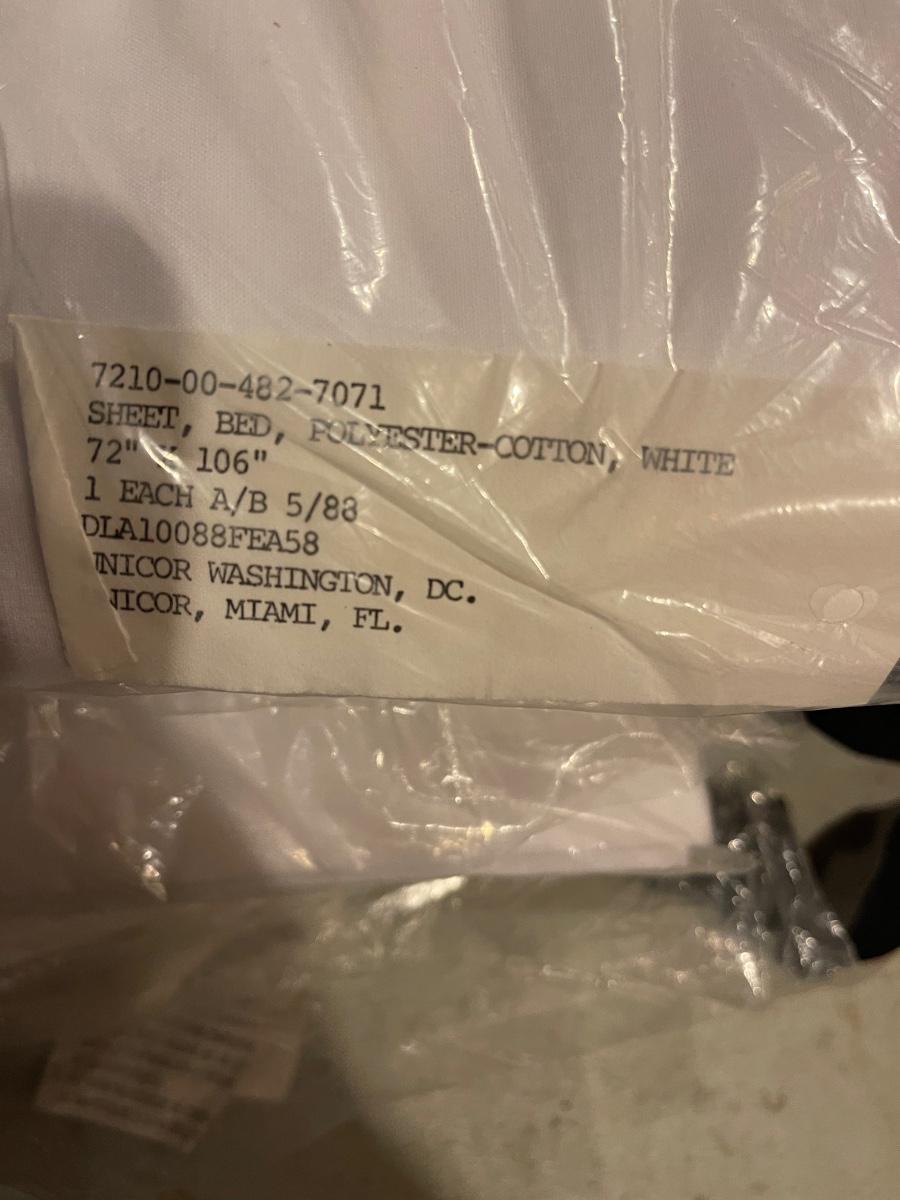 7210-00-482-7071
SHEET, BED, POLYESTER-COTTON, WHITE
72" X 106"
1 EACH A/B 5/88
DLA10088FEA58
UNICOR WASHINGTON, DC.
UNICOR, MIAMI, FL.